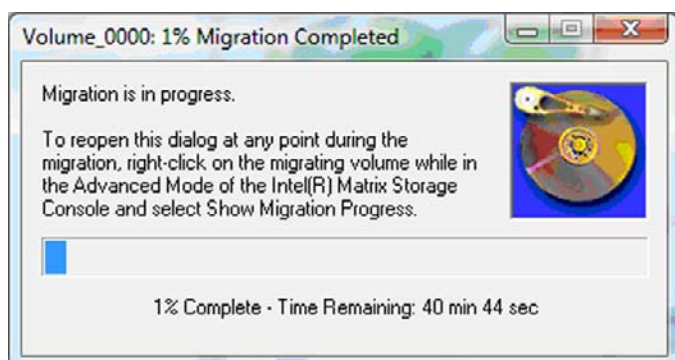 Volume_0000: 1% Migration Completed
Migration is in progress.
To reopen this dialog at any point during the
migration, right-click on the migrating volume while in
the Advanced Mode of the Intel(R) Matrix Storage
Console and select Show Migration Progress.
1% Complete - Time Remaining: 40 min 44 sec